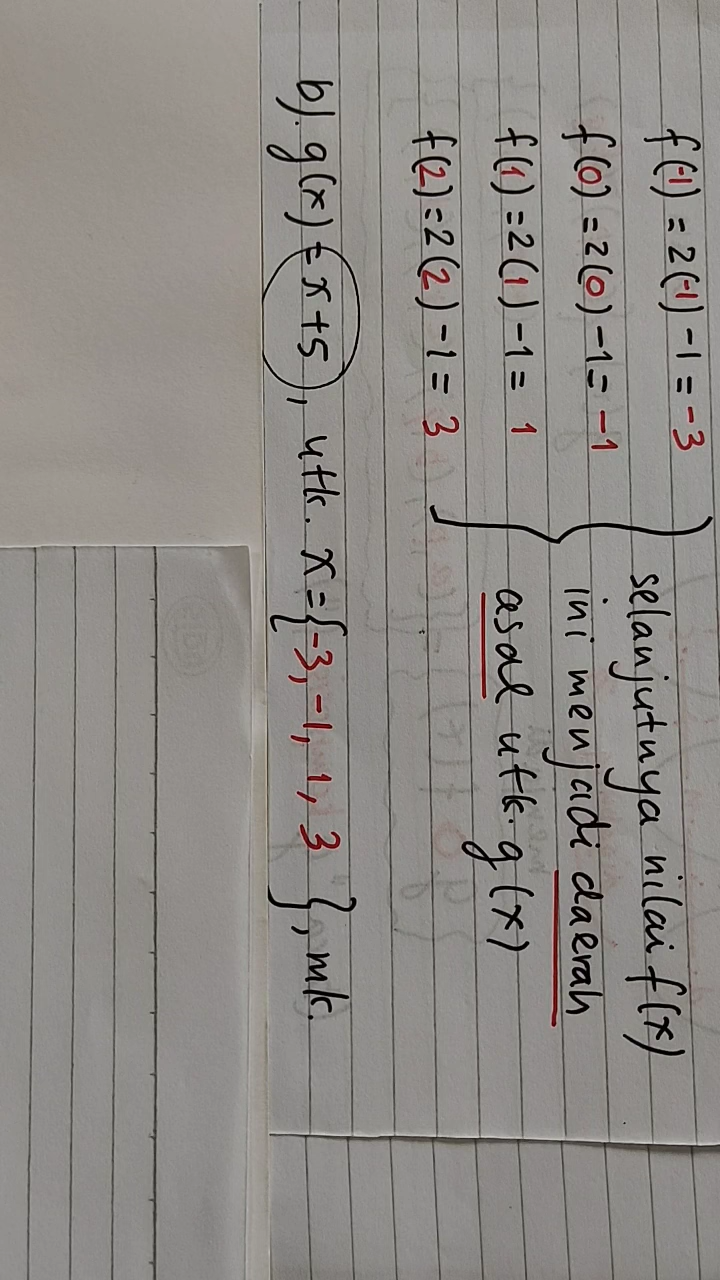 f(-1) = 2(-1) - 1 = -3
f(0) = 2(0) - 1 = -1
f(1) = 2(1) - 1 = 1
f(2) = 2(2) - 1 = 3
selanjutnya nilai f(x)
ini menjadi daerah
asal utk. g(x)
b). g(x) = x+5, utk. x = {-3, -1, 1, 3}, mk.